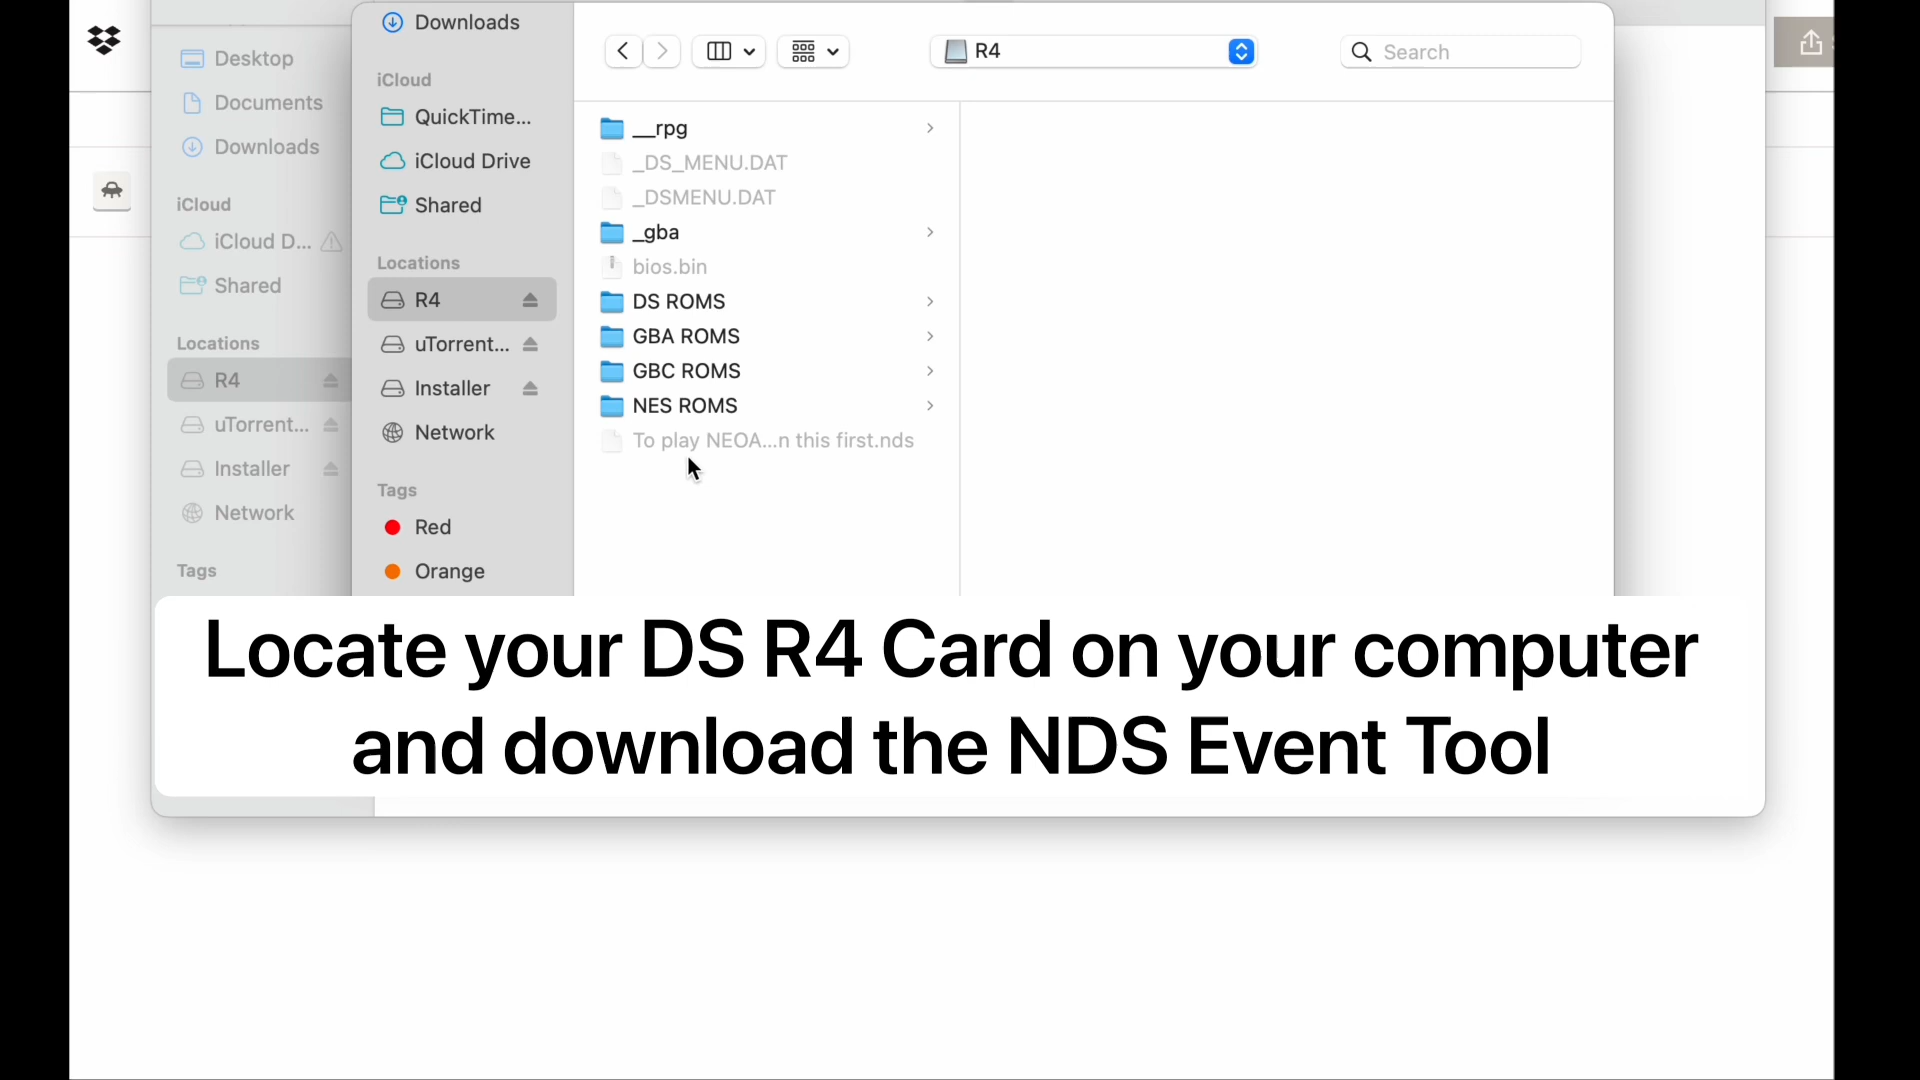 Desktop
Documents
Downloads
iCloud
iCloud D...
Shared
Locations
R4
uTorrent...
Installer
Network
Tags
Downloads
iCloud
QuickTime...
iCloud Drive
Shared
Locations
R4
uTorrent...
Installer
Network
Tags
Red
Orange
R4
Search
__rpg
_DS_MENU.DAT
_DSMENU.DAT
_gba
bios.bin
DS ROMS
GBA ROMS
GBC ROMS
NES ROMS
To play NEOA...n this first.nds
Locate your DS R4 Card on your computer
and download the NDS Event Tool